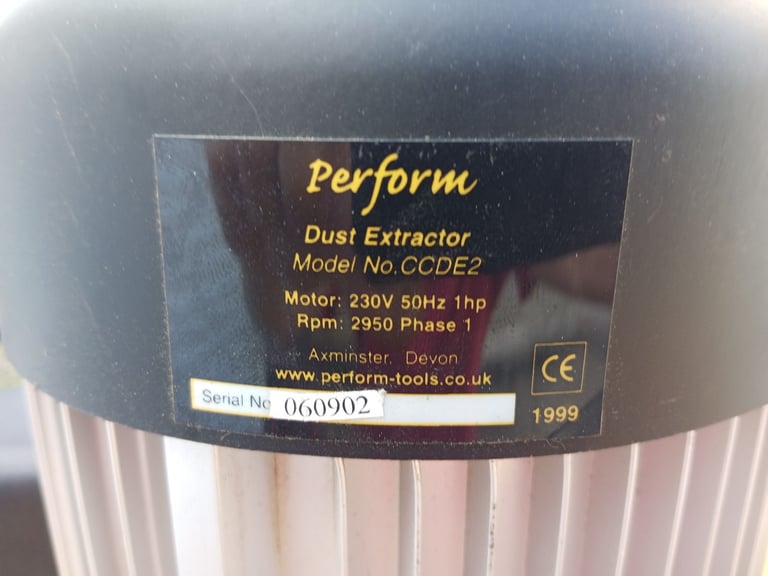 Perform
Dust Extractor
Model No.CCDE2
Motor: 230V 50Hz 1hp
Rpm: 2950 Phase 1
Axminster, Devon
www.perform-tools.co.uk
CE
Serial No 060902
1999